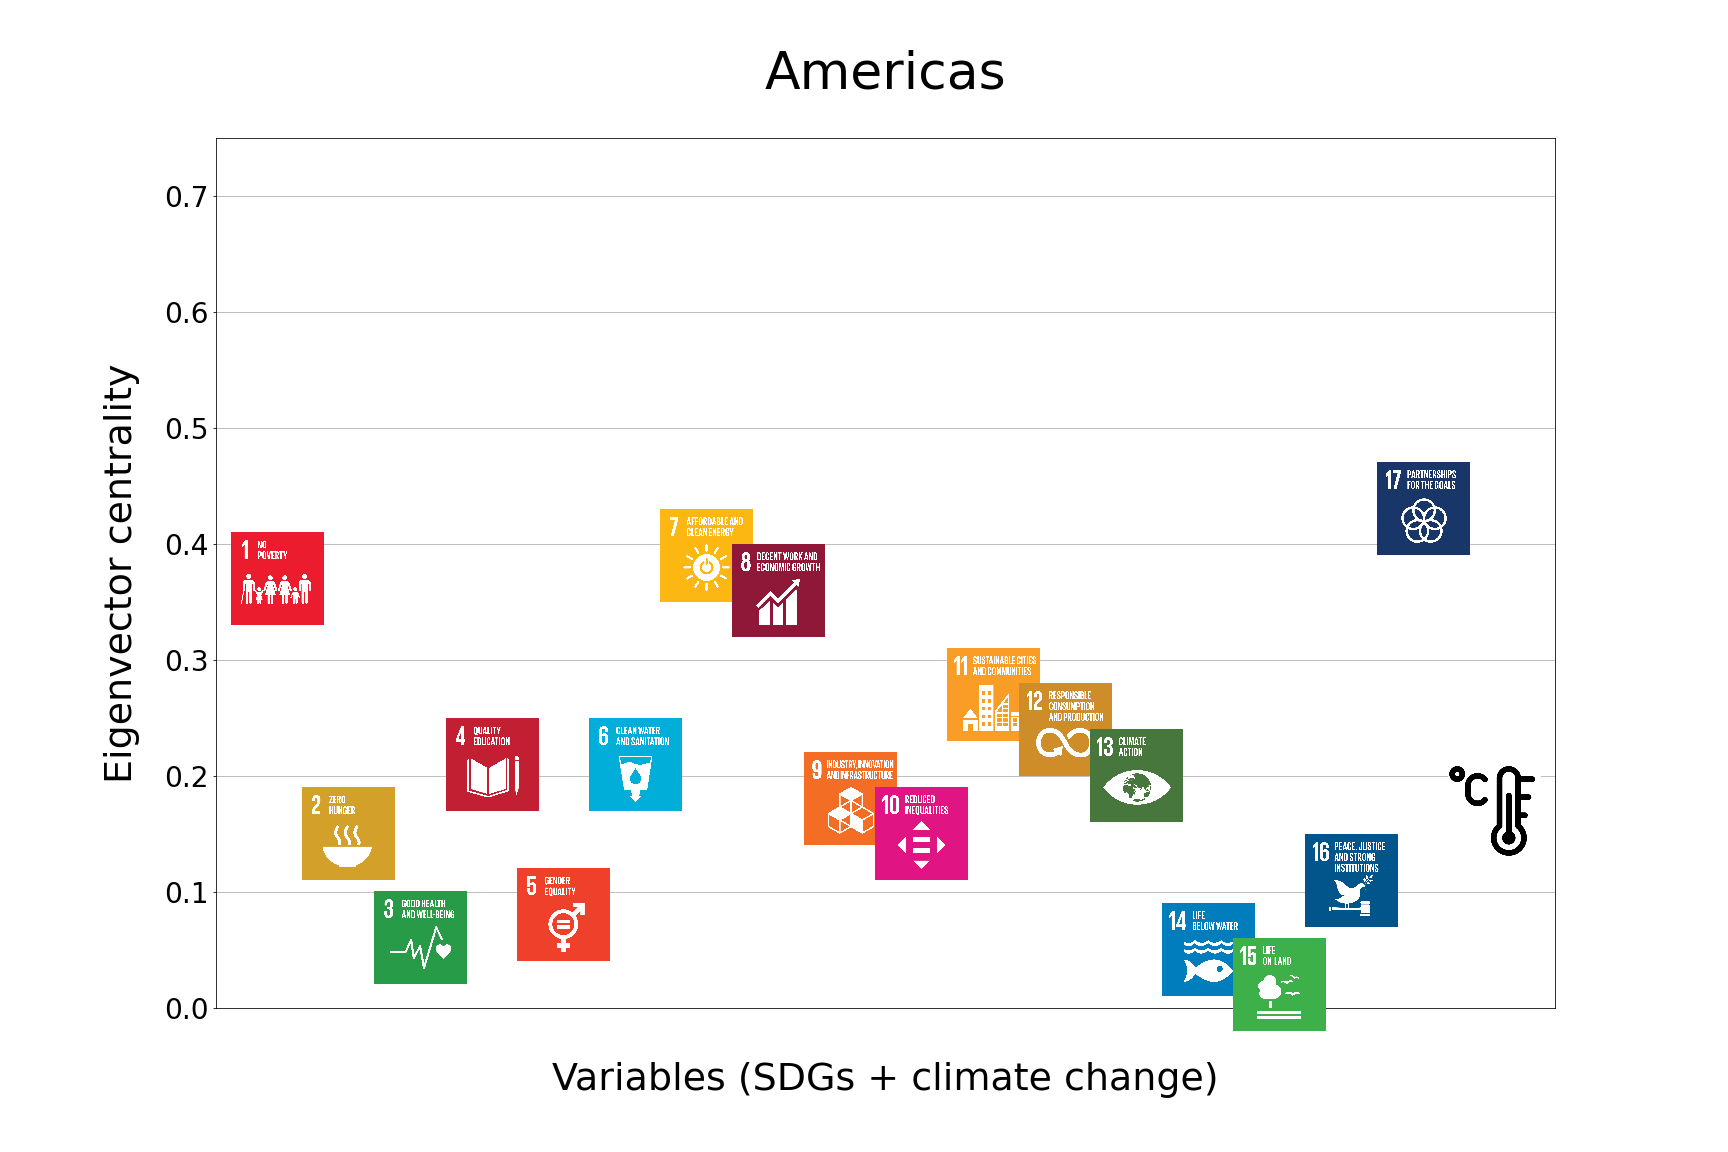 Americas
Eigenvector centrality
0.7
0.6
0.5
0.4
0.3
0.2
0.1
0.0
1 NO
POVERTY
2 ZERO
HUNGER
3 GOOD HEALTH
AND WELL-BEING
4 QUALITY
EDUCATION
5 GENDER
EQUALITY
6 CLEAN WATER
AND SANITATION
7 AFFORDABLE AND
CLEAN ENERGY
8 DECENT WORK AND
ECONOMIC GROWTH
9 INDUSTRY, INNOVATION
AND INFRASTRUCTURE
10 REDUCED
INEQUALITIES
11 SUSTAINABLE CITIES
AND COMMUNITIES
12 RESPONSIBLE
CONSUMPTION
AND PRODUCTION
13 CLIMATE
ACTION
14 LIFE
BELOW WATER
15 LIFE
ON LAND
16 PEACE, JUSTICE
AND STRONG
INSTITUTIONS
17 PARTNERSHIPS
FOR THE GOALS
°C
Variables (SDGs + climate change)